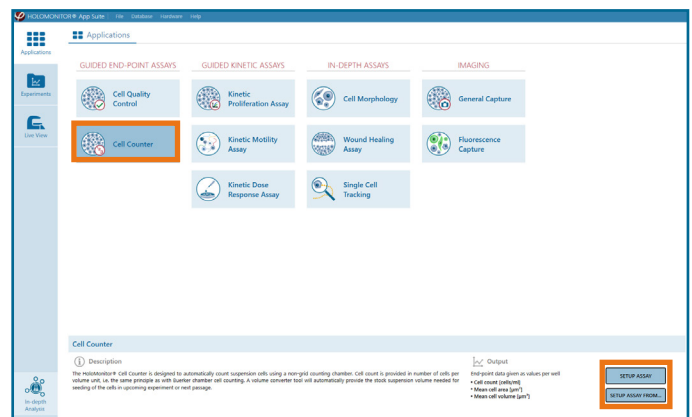 HOLOMONITOR® App Suite File Database Hardware Help
Applications
Applications
Experiments
Live View
In-depth
Analysis
GUIDED END-POINT ASSAYS
Cell Quality
Control
Cell Counter
GUIDED KINETIC ASSAYS
Kinetic
Proliferation Assay
Kinetic Motility
Assay
Kinetic Dose
Response Assay
IN-DEPTH ASSAYS
Cell Morphology
Wound Healing
Assay
Single Cell
Tracking
IMAGING
General Capture
Fluorescence
Capture
Cell Counter
Description
The HoloMonitor® Cell Counter is designed to automatically count suspension cells using a non-grid counting chamber. Cell count is provided in number of cells per
volume unit, i.e. the same principle as with Buerker chamber cell counting. A volume converter tool will automatically provide the stock suspension volume needed for
seeding of the cells in upcoming experiment or next passage.
Output
End-point data given as values per well
• Cell count [cells/ml]
• Mean cell area [µm²]
• Mean cell volume [µm³]
SETUP ASSAY
SETUP ASSAY FROM...